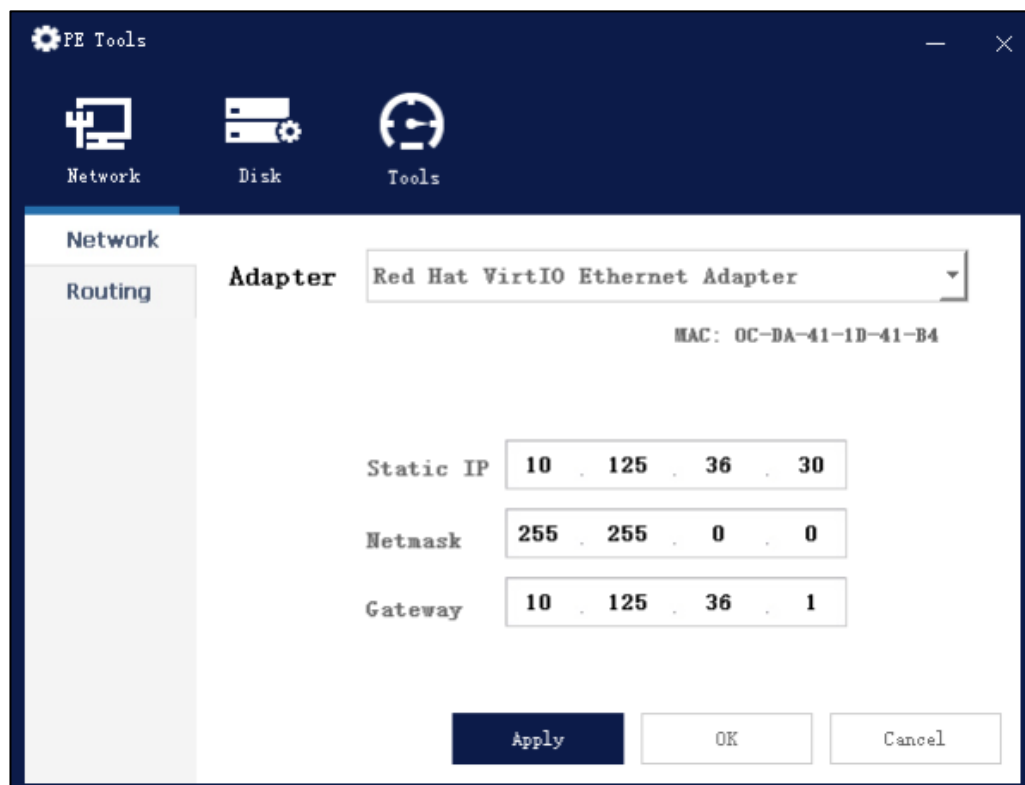 PE Tools
Network Disk Tools
Network
Routing
Adapter Red Hat VirtIO Ethernet Adapter
MAC: 0C-DA-41-1D-41-B4
Static IP 10 . 125 . 36 . 30
Netmask 255 . 255 . 0 . 0
Gateway 10 . 125 . 36 . 1
Apply OK Cancel